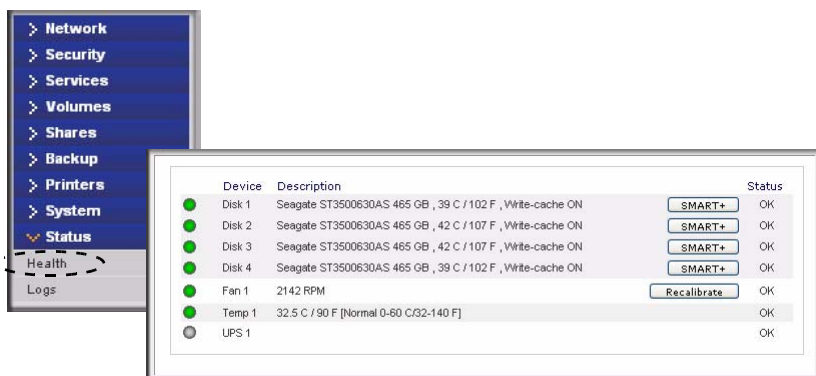 Network
Security
Services
Volumes
Shares
Backup
Printers
System
Status
Health
Logs
Device Description Status
Disk 1 Seagate ST3500630AS 465 GB , 39 C / 102 F , Write-cache ON SMART+ OK
Disk 2 Seagate ST3500630AS 465 GB , 42 C / 107 F , Write-cache ON SMART+ OK
Disk 3 Seagate ST3500630AS 465 GB , 42 C / 107 F , Write-cache ON SMART+ OK
Disk 4 Seagate ST3500630AS 465 GB , 39 C / 102 F , Write-cache ON SMART+ OK
Fan 1 2142 RPM Recalibrate OK
Temp 1 32.5 C / 90 F [Normal 0-60 C/32-140 F] OK
UPS 1 OK